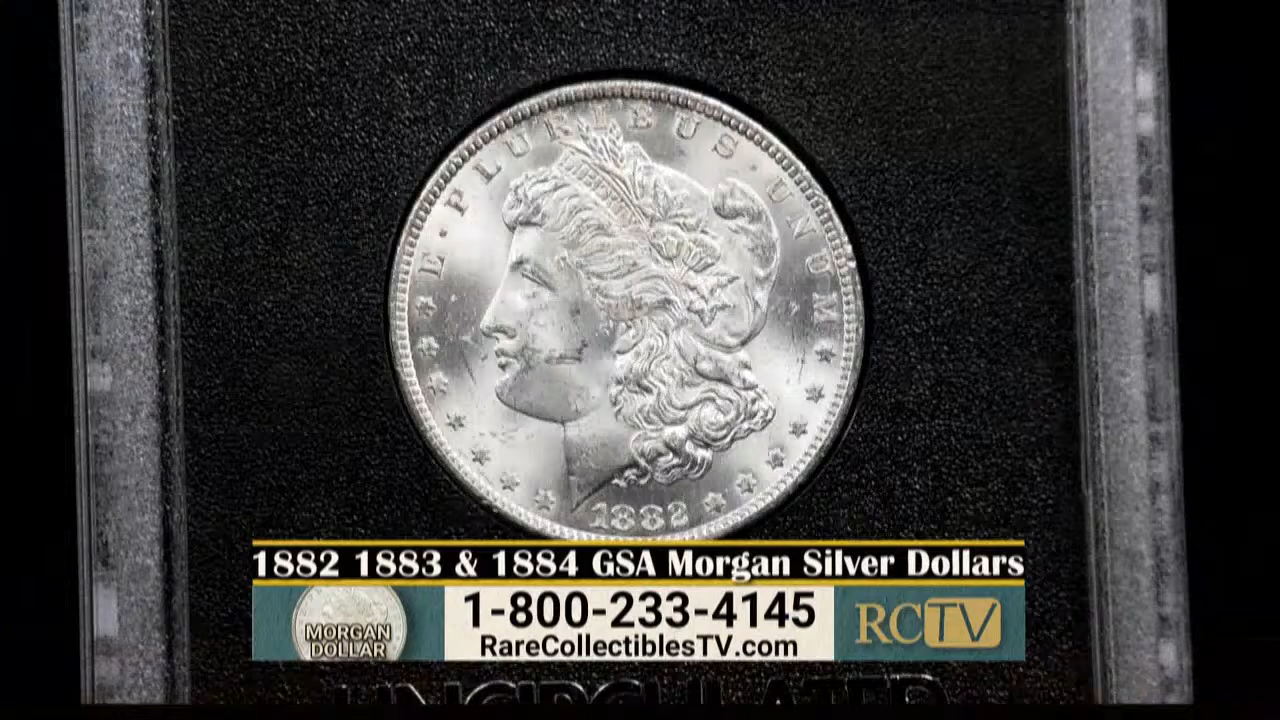 E · PLURIBUS · UNUM
1882
1882 1883 & 1884 GSA Morgan Silver Dollars
MORGAN
DOLLAR
1-800-233-4145
RareCollectiblesTV.com
RCTV
UNCIRCULATED